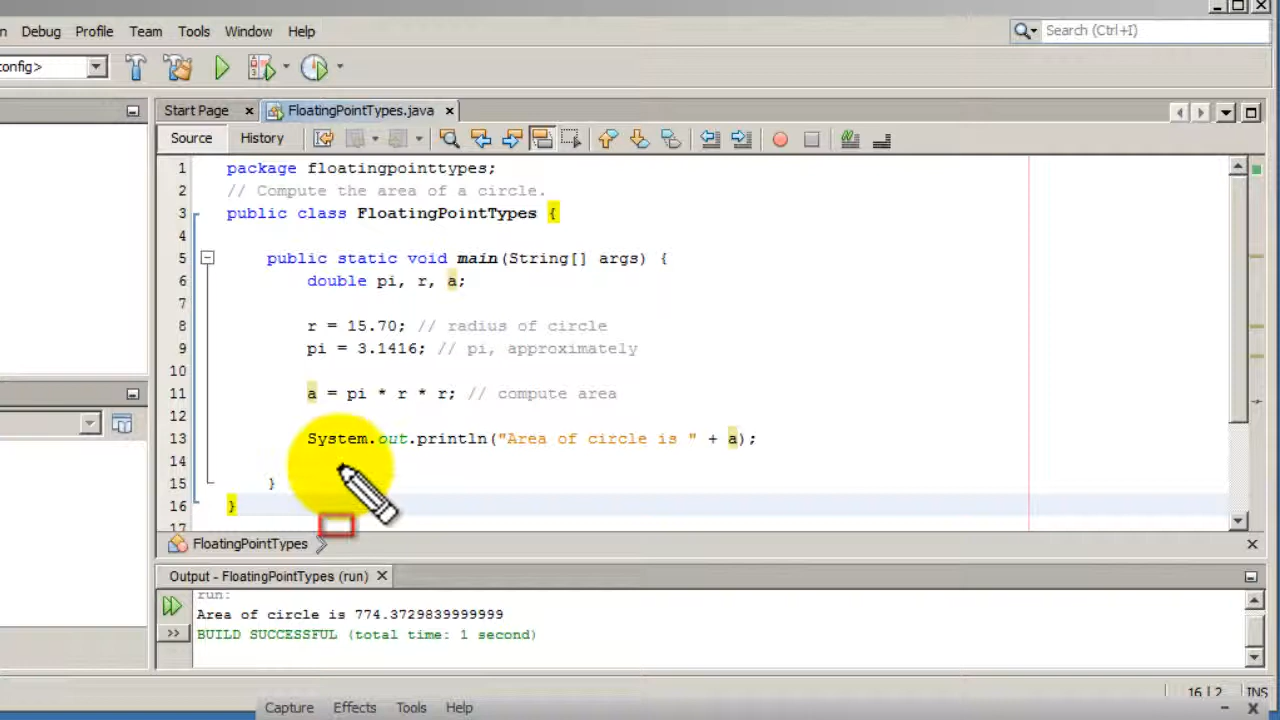 Debug Profile Team Tools Window Help
Search (Ctrl+I)
onfig>
Start Page FloatingPointTypes.java
Source History
1 package floatingpointtypes;
2 // Compute the area of a circle.
3 public class FloatingPointTypes {
4
5 public static void main(String[] args) {
6 double pi, r, a;
7
8 r = 15.70; // radius of circle
9 pi = 3.1416; // pi, approximately
10
11 a = pi * r * r; // compute area
12
13 System.out.println("Area of circle is " + a);
14
15 }
16 }
17
FloatingPointTypes
Output - FloatingPointTypes (run)
run:
Area of circle is 774.3729839999999
BUILD SUCCESSFUL (total time: 1 second)
16|2 INS
Capture Effects Tools Help